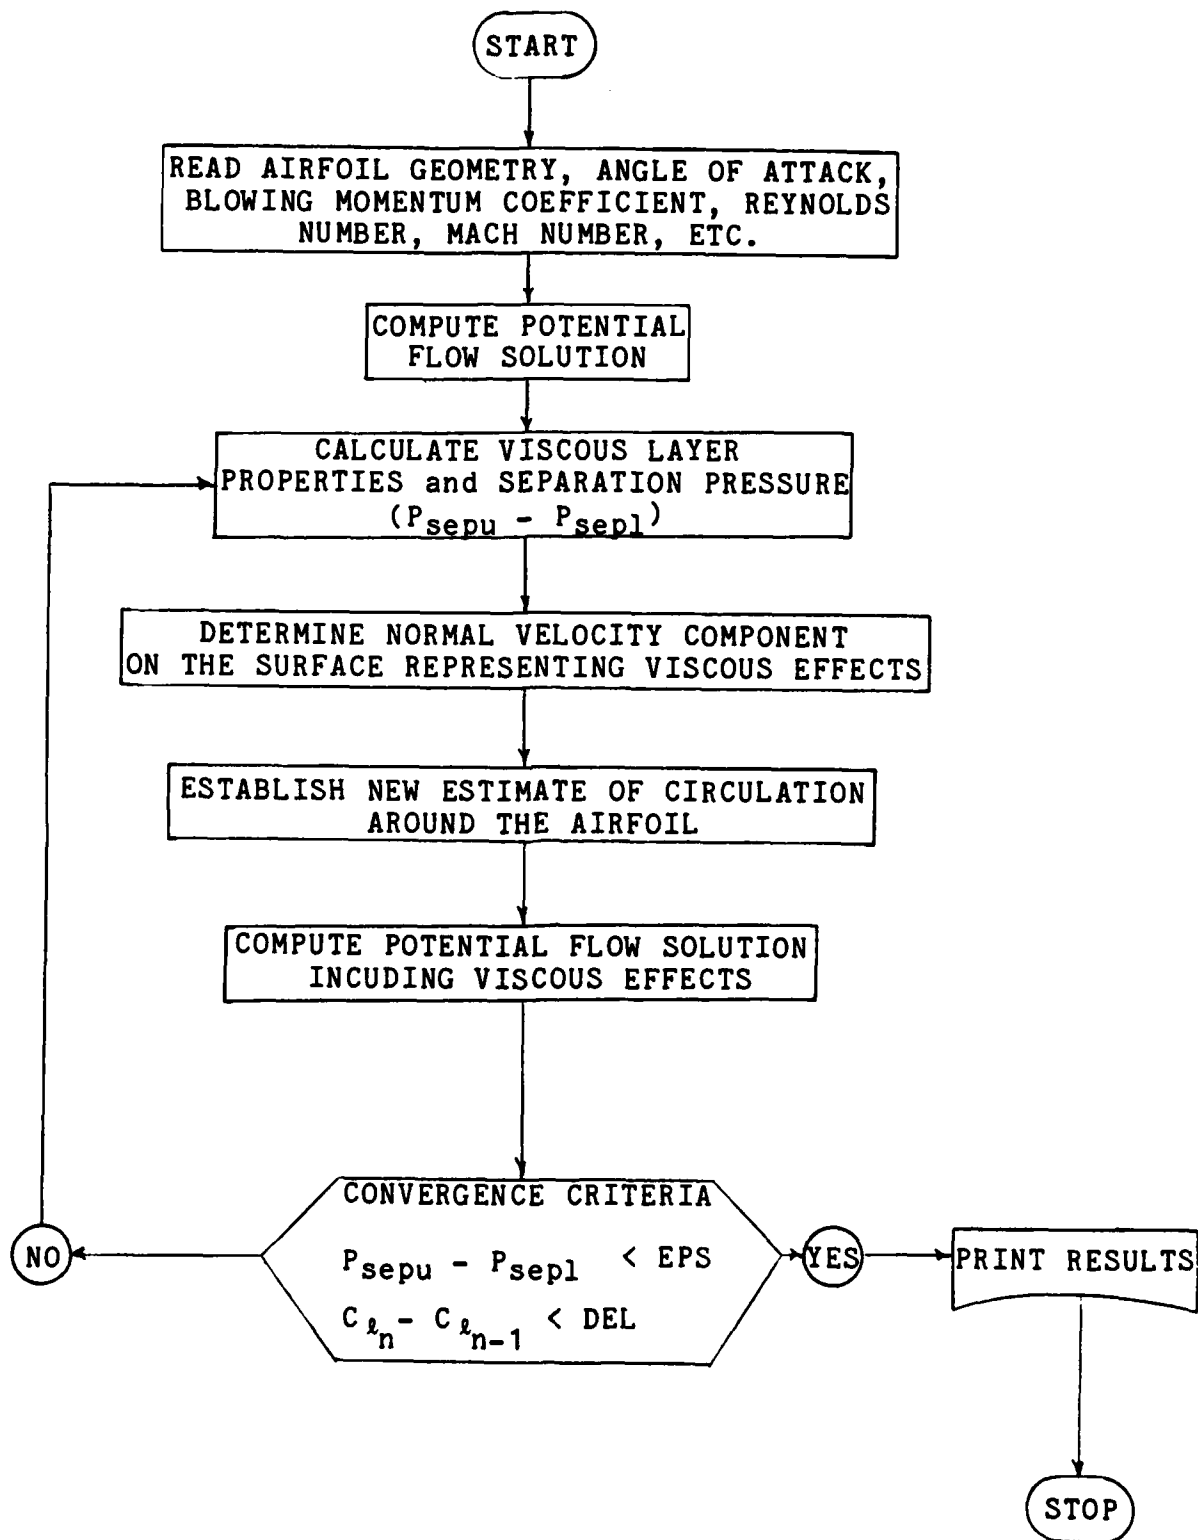 START
READ AIRFOIL GEOMETRY, ANGLE OF ATTACK,
BLOWING MOMENTUM COEFFICIENT, REYNOLDS
NUMBER, MACH NUMBER, ETC.
COMPUTE POTENTIAL
FLOW SOLUTION
CALCULATE VISCOUS LAYER
PROPERTIES and SEPARATION PRESSURE
(Psepu - Psepl)
DETERMINE NORMAL VELOCITY COMPONENT
ON THE SURFACE REPRESENTING VISCOUS EFFECTS
ESTABLISH NEW ESTIMATE OF CIRCULATION
AROUND THE AIRFOIL
COMPUTE POTENTIAL FLOW SOLUTION
INCUDING VISCOUS EFFECTS
CONVERGENCE CRITERIA
Psepu - Psepl < EPS
Cℓn - Cℓn-1 < DEL
NO
YES
PRINT RESULTS
STOP